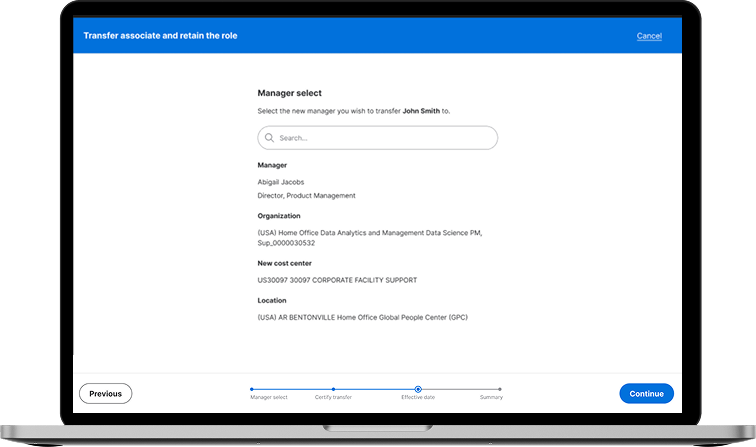 Transfer associate and retain the role
Cancel
Manager select
Select the new manager you wish to transfer John Smith to.
Search...
Manager
Abigail Jacobs
Director, Product Management
Organization
(USA) Home Office Data Analytics and Management Data Science PM,
Sup_0000030532
New cost center
US30097 30097 CORPORATE FACILITY SUPPORT
Location
(USA) AR BENTONVILLE Home Office Global People Center (GPC)
Previous
Manager select
Certify transfer
Effective date
Summary
Continue